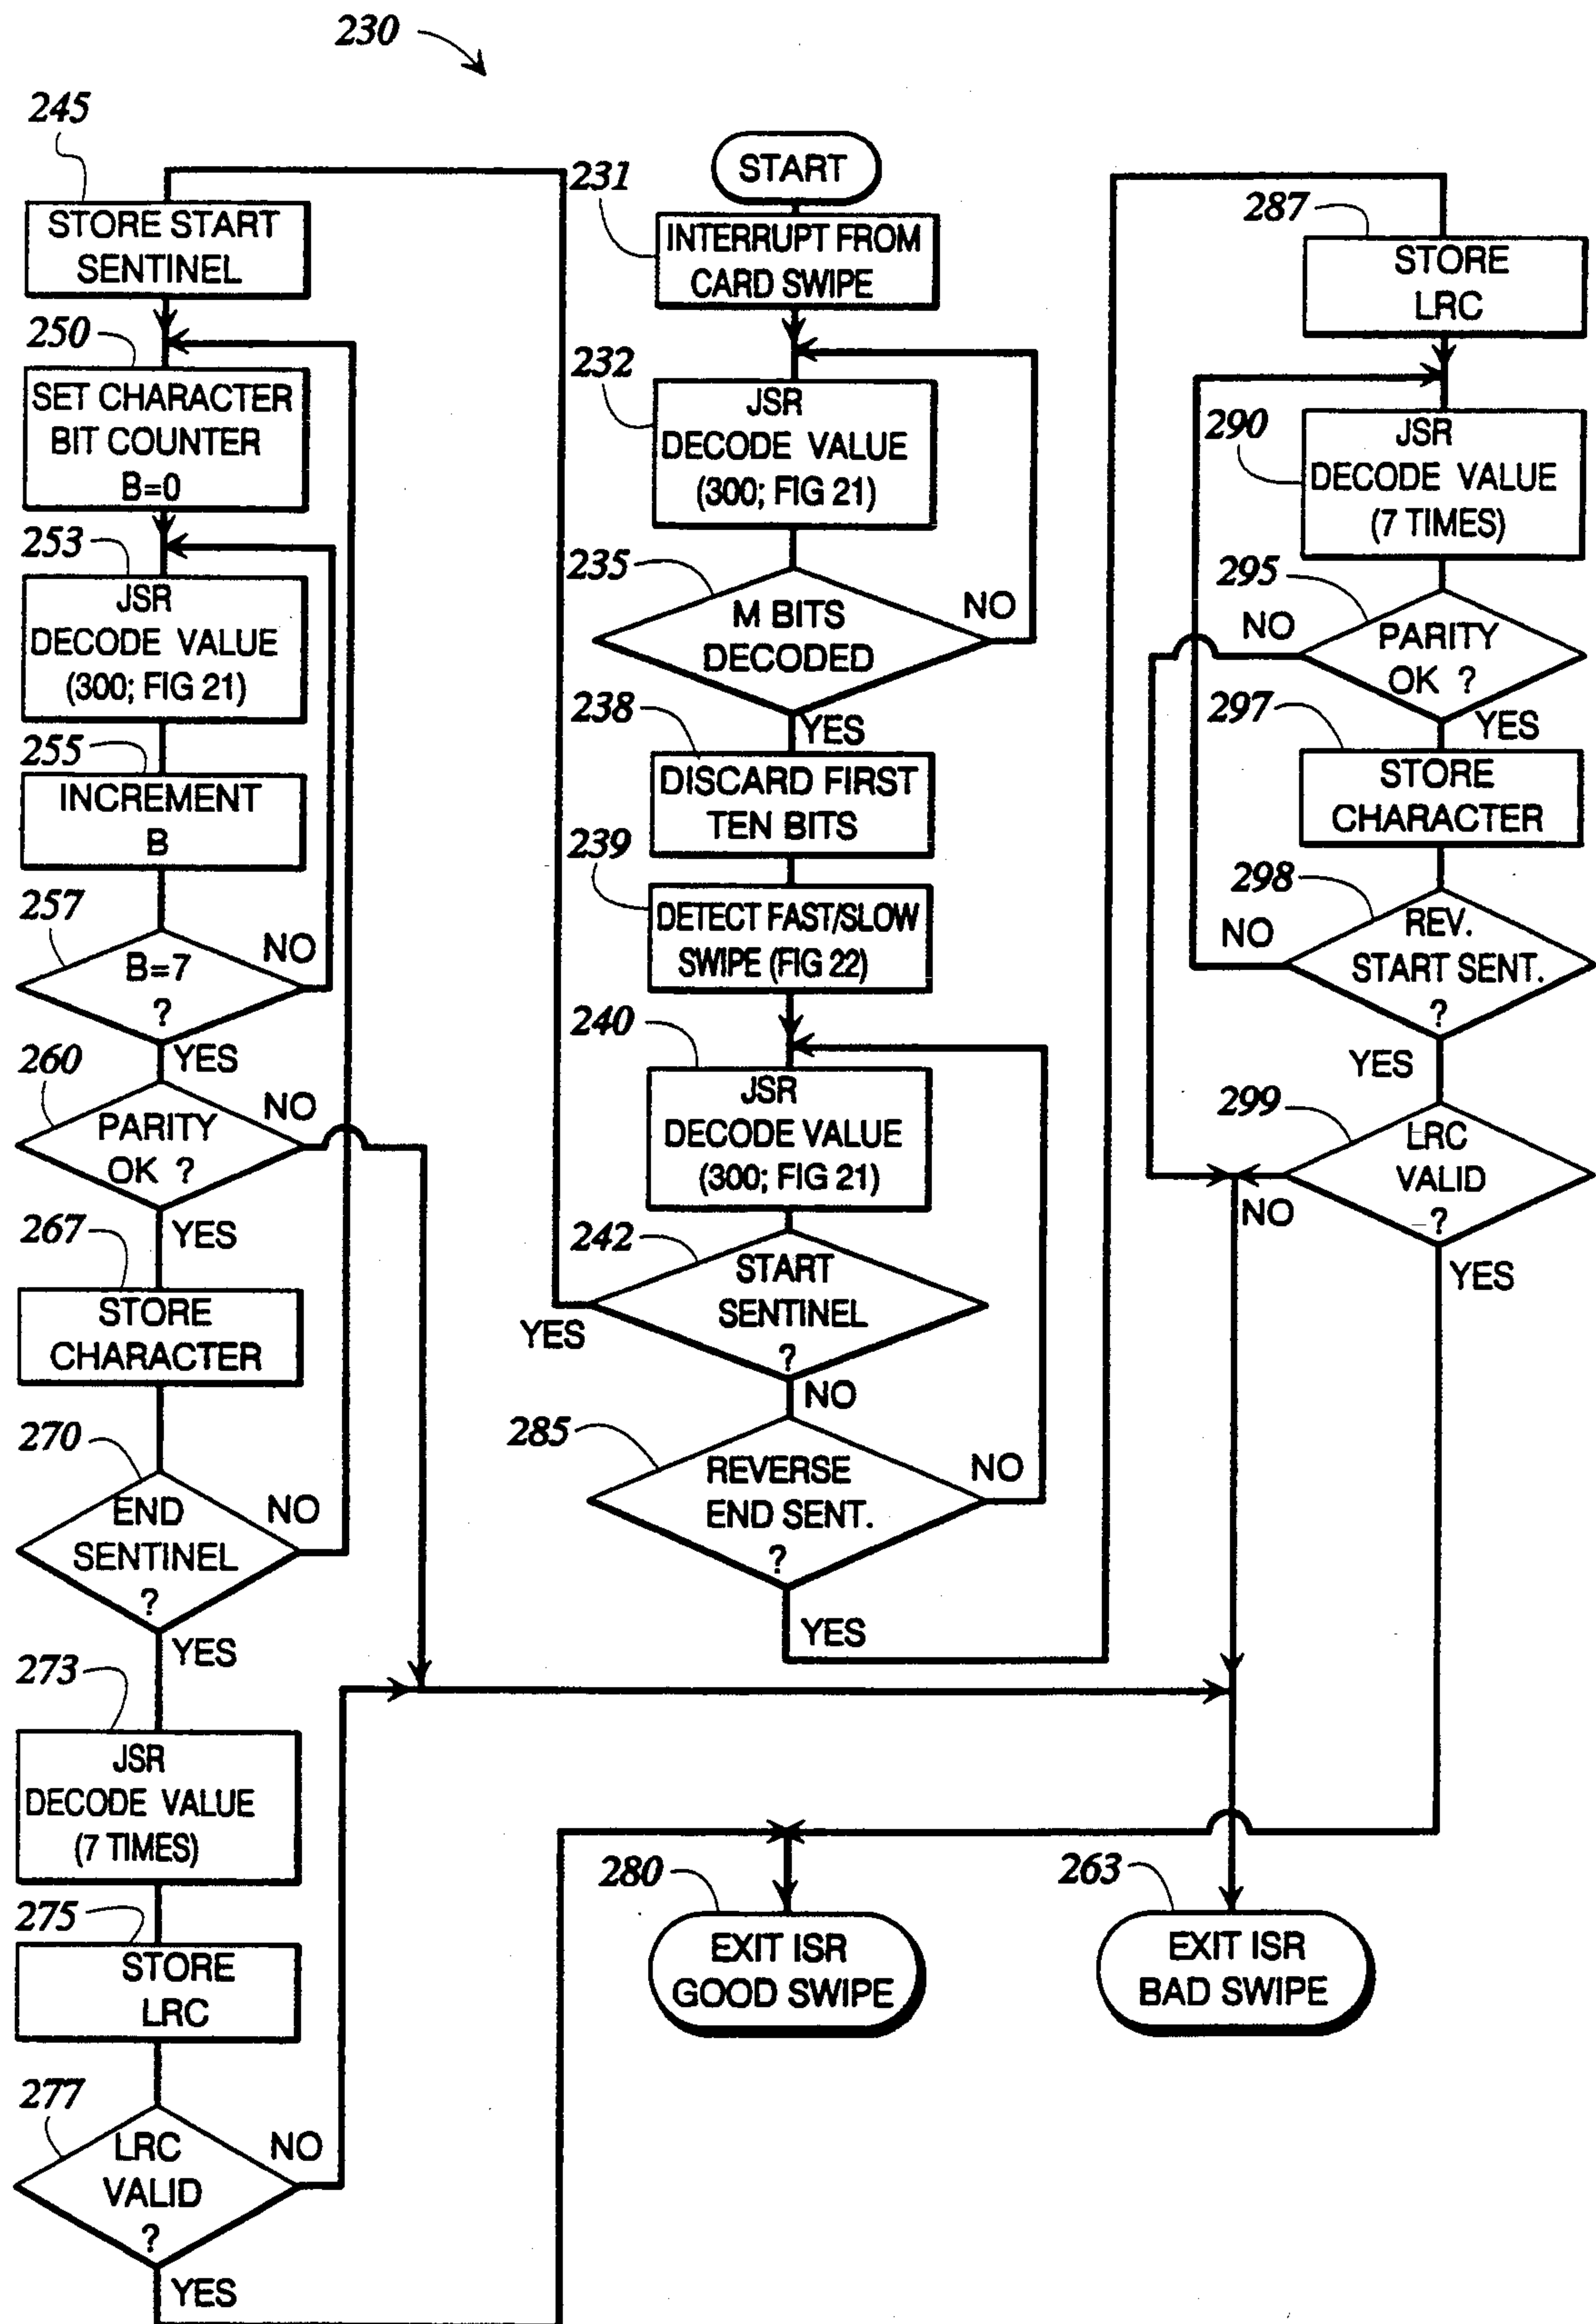 230
245
STORE START
SENTINEL
250
SET CHARACTER
BIT COUNTER
B=0
253
JSR
DECODE VALUE
(300; FIG 21)
255
INCREMENT
B
257
B=7
?
NO
YES
260
PARITY
OK ?
NO
YES
267
STORE
CHARACTER
270
END
SENTINEL
?
NO
YES
273
JSR
DECODE VALUE
(7 TIMES)
275
STORE
LRC
277
LRC
VALID
?
NO
YES
START
231
INTERRUPT FROM
CARD SWIPE
232
JSR
DECODE VALUE
(300; FIG 21)
235
M BITS
DECODED
NO
YES
238
DISCARD FIRST
TEN BITS
239
DETECT FAST/SLOW
SWIPE (FIG 22)
240
JSR
DECODE VALUE
(300; FIG 21)
242
START
SENTINEL
?
YES
NO
285
REVERSE
END SENT.
?
NO
YES
280
EXIT ISR
GOOD SWIPE
287
STORE
LRC
290
JSR
DECODE VALUE
(7 TIMES)
295
PARITY
OK ?
NO
YES
297
STORE
CHARACTER
298
REV.
START SENT.
?
NO
YES
299
LRC
VALID
?
NO
YES
263
EXIT ISR
BAD SWIPE